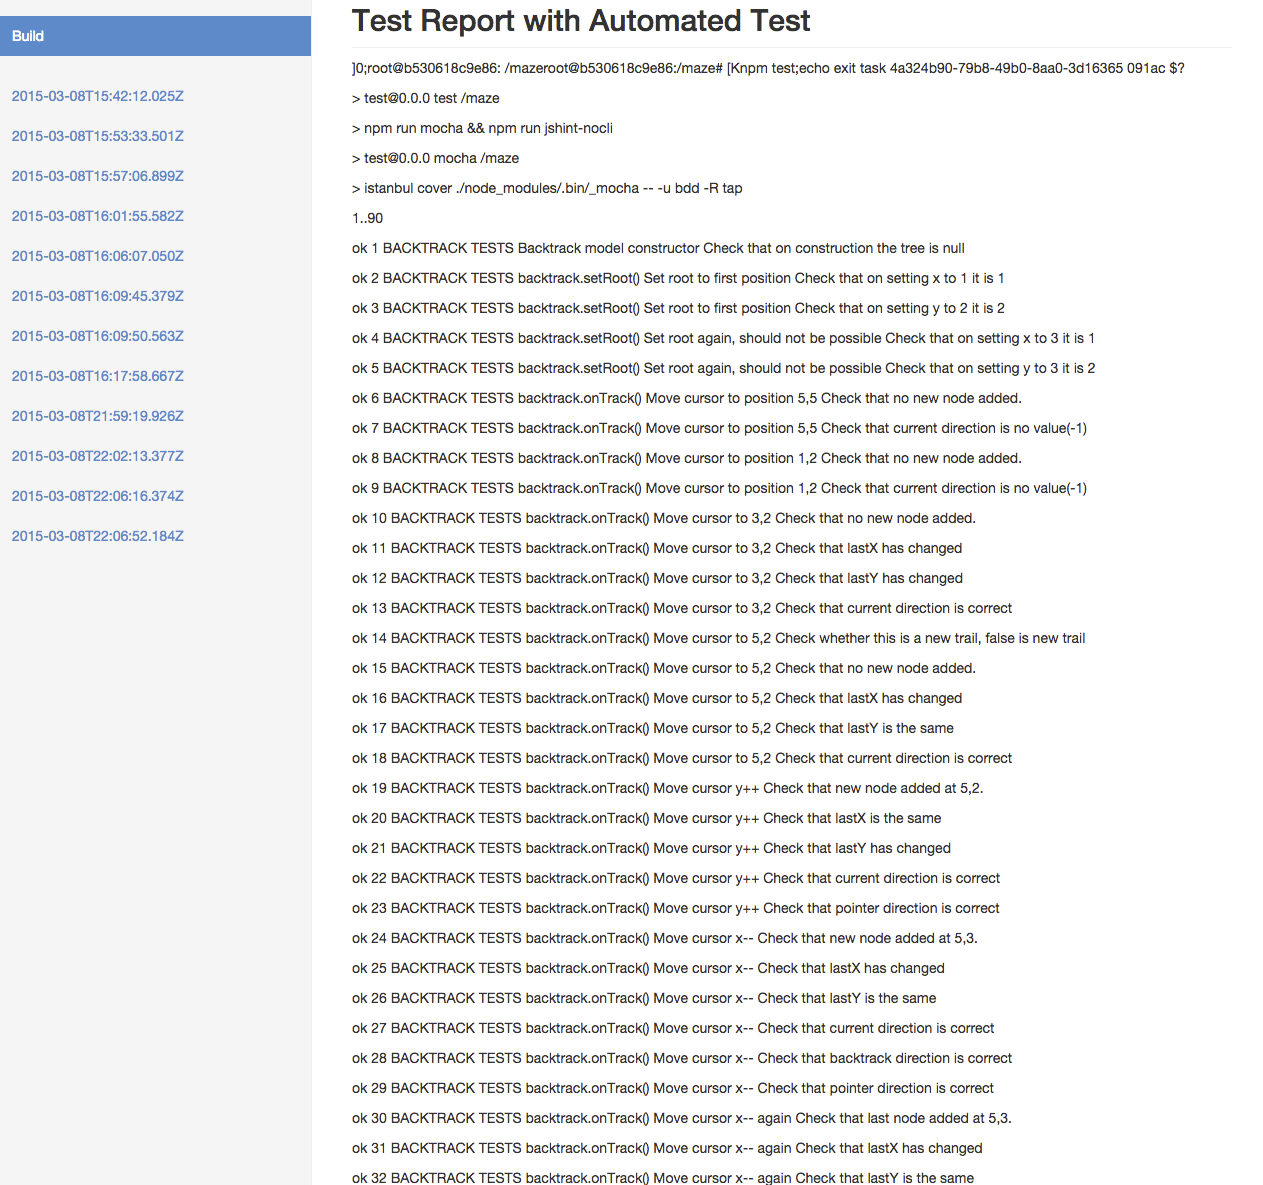 Build
2015-03-08T15:42:12.025Z
2015-03-08T15:53:33.501Z
2015-03-08T15:57:06.899Z
2015-03-08T16:01:55.582Z
2015-03-08T16:06:07.050Z
2015-03-08T16:09:45.379Z
2015-03-08T16:09:50.563Z
2015-03-08T16:17:58.667Z
2015-03-08T21:59:19.926Z
2015-03-08T22:02:13.377Z
2015-03-08T22:06:16.374Z
2015-03-08T22:06:52.184Z
Test Report with Automated Test
]0;root@b530618c9e86: /mazeroot@b530618c9e86:/maze# [Knpm test;echo exit task 4a324b90-79b8-49b0-8aa0-3d16365 091ac $?
> test@0.0.0 test /maze
> npm run mocha && npm run jshint-nocli
> test@0.0.0 mocha /maze
> istanbul cover ./node_modules/.bin/_mocha -- -u bdd -R tap
1..90
ok 1 BACKTRACK TESTS Backtrack model constructor Check that on construction the tree is null
ok 2 BACKTRACK TESTS backtrack.setRoot() Set root to first position Check that on setting x to 1 it is 1
ok 3 BACKTRACK TESTS backtrack.setRoot() Set root to first position Check that on setting y to 2 it is 2
ok 4 BACKTRACK TESTS backtrack.setRoot() Set root again, should not be possible Check that on setting x to 3 it is 1
ok 5 BACKTRACK TESTS backtrack.setRoot() Set root again, should not be possible Check that on setting y to 3 it is 2
ok 6 BACKTRACK TESTS backtrack.onTrack() Move cursor to position 5,5 Check that no new node added.
ok 7 BACKTRACK TESTS backtrack.onTrack() Move cursor to position 5,5 Check that current direction is no value(-1)
ok 8 BACKTRACK TESTS backtrack.onTrack() Move cursor to position 1,2 Check that no new node added.
ok 9 BACKTRACK TESTS backtrack.onTrack() Move cursor to position 1,2 Check that current direction is no value(-1)
ok 10 BACKTRACK TESTS backtrack.onTrack() Move cursor to 3,2 Check that no new node added.
ok 11 BACKTRACK TESTS backtrack.onTrack() Move cursor to 3,2 Check that lastX has changed
ok 12 BACKTRACK TESTS backtrack.onTrack() Move cursor to 3,2 Check that lastY has changed
ok 13 BACKTRACK TESTS backtrack.onTrack() Move cursor to 3,2 Check that current direction is correct
ok 14 BACKTRACK TESTS backtrack.onTrack() Move cursor to 5,2 Check whether this is a new trail, false is new trail
ok 15 BACKTRACK TESTS backtrack.onTrack() Move cursor to 5,2 Check that no new node added.
ok 16 BACKTRACK TESTS backtrack.onTrack() Move cursor to 5,2 Check that lastX has changed
ok 17 BACKTRACK TESTS backtrack.onTrack() Move cursor to 5,2 Check that lastY is the same
ok 18 BACKTRACK TESTS backtrack.onTrack() Move cursor to 5,2 Check that current direction is correct
ok 19 BACKTRACK TESTS backtrack.onTrack() Move cursor y++ Check that new node added at 5,2.
ok 20 BACKTRACK TESTS backtrack.onTrack() Move cursor y++ Check that lastX is the same
ok 21 BACKTRACK TESTS backtrack.onTrack() Move cursor y++ Check that lastY has changed
ok 22 BACKTRACK TESTS backtrack.onTrack() Move cursor y++ Check that current direction is correct
ok 23 BACKTRACK TESTS backtrack.onTrack() Move cursor y++ Check that pointer direction is correct
ok 24 BACKTRACK TESTS backtrack.onTrack() Move cursor x-- Check that new node added at 5,3.
ok 25 BACKTRACK TESTS backtrack.onTrack() Move cursor x-- Check that lastX has changed
ok 26 BACKTRACK TESTS backtrack.onTrack() Move cursor x-- Check that lastY is the same
ok 27 BACKTRACK TESTS backtrack.onTrack() Move cursor x-- Check that current direction is correct
ok 28 BACKTRACK TESTS backtrack.onTrack() Move cursor x-- Check that backtrack direction is correct
ok 29 BACKTRACK TESTS backtrack.onTrack() Move cursor x-- Check that pointer direction is correct
ok 30 BACKTRACK TESTS backtrack.onTrack() Move cursor x-- again Check that last node added at 5,3.
ok 31 BACKTRACK TESTS backtrack.onTrack() Move cursor x-- again Check that lastX has changed
ok 32 BACKTRACK TESTS backtrack.onTrack() Move cursor x-- again Check that lastY is the same